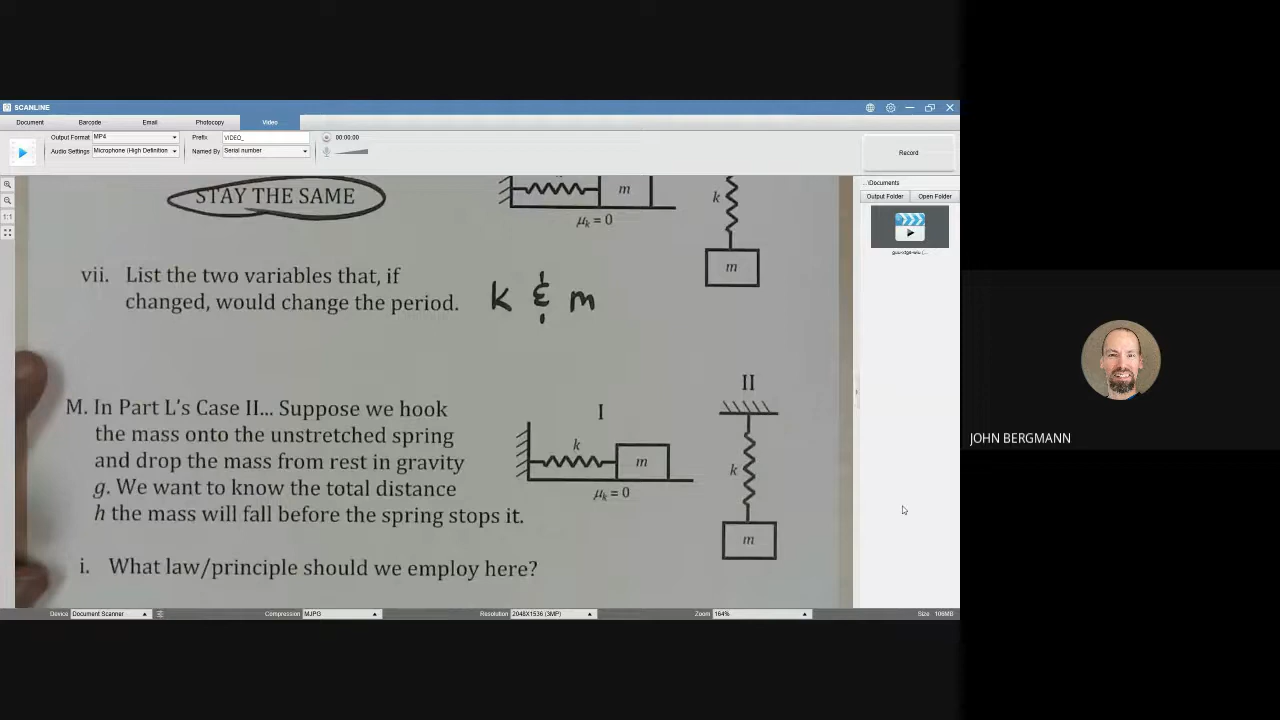 SCANLINE
Document Barcode Email Photocopy Video
Output Format MP4 Prefix VIDEO_ 00:00:00
Audio Settings Microphone (High Definition Named By Serial number
Record
...\Documents
Output Folder Open Folder
STAY THE SAME
m
μk = 0
k
m
vii. List the two variables that, if
changed, would change the period.
k & m
M. In Part L's Case II... Suppose we hook
the mass onto the unstretched spring
and drop the mass from rest in gravity
g. We want to know the total distance
h the mass will fall before the spring stops it.
I
k
m
μk = 0
II
k
m
i. What law/principle should we employ here?
JOHN BERGMANN
1:1
Device Document Scanner Compression MJPG Resolution 2048X1536 (3MP) Zoom 164% Size 106MB